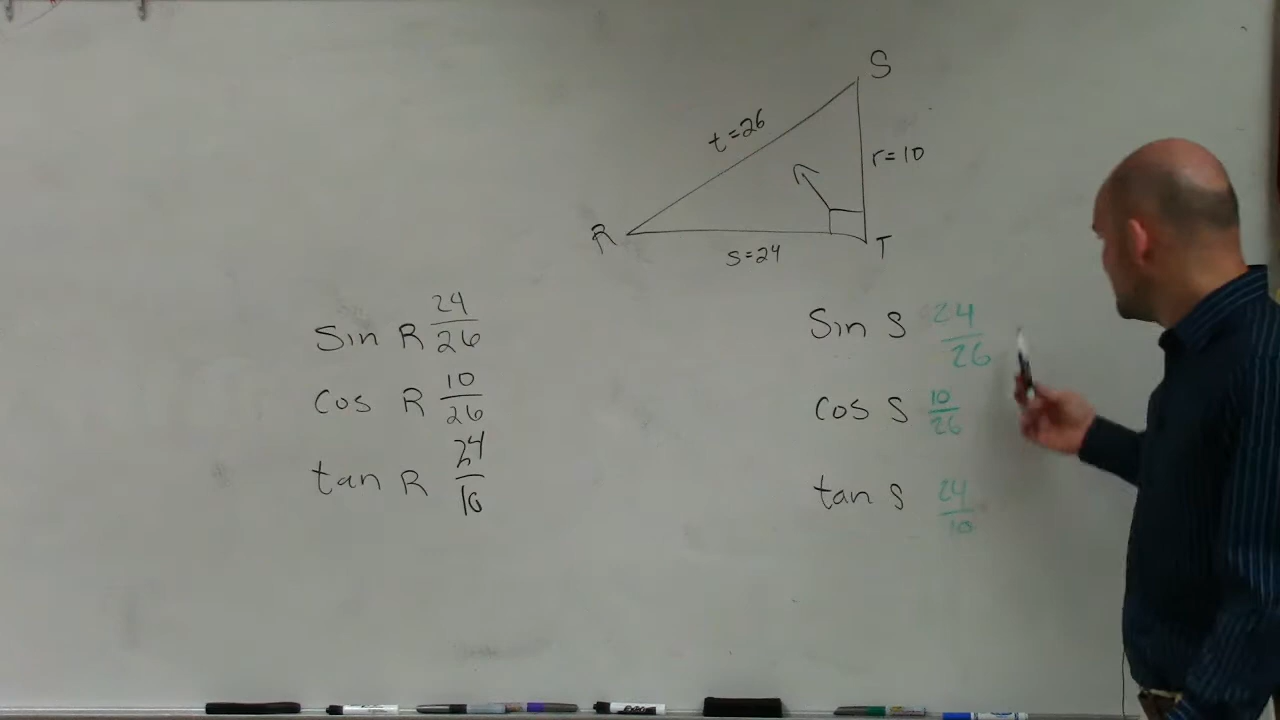 S
t=26
r=10
R
s=24
T
Sin R 24/26
cos R 10/26
tan R 24/10
Sin S 24/26
cos S 10/26
tan S 24/10
EXPO